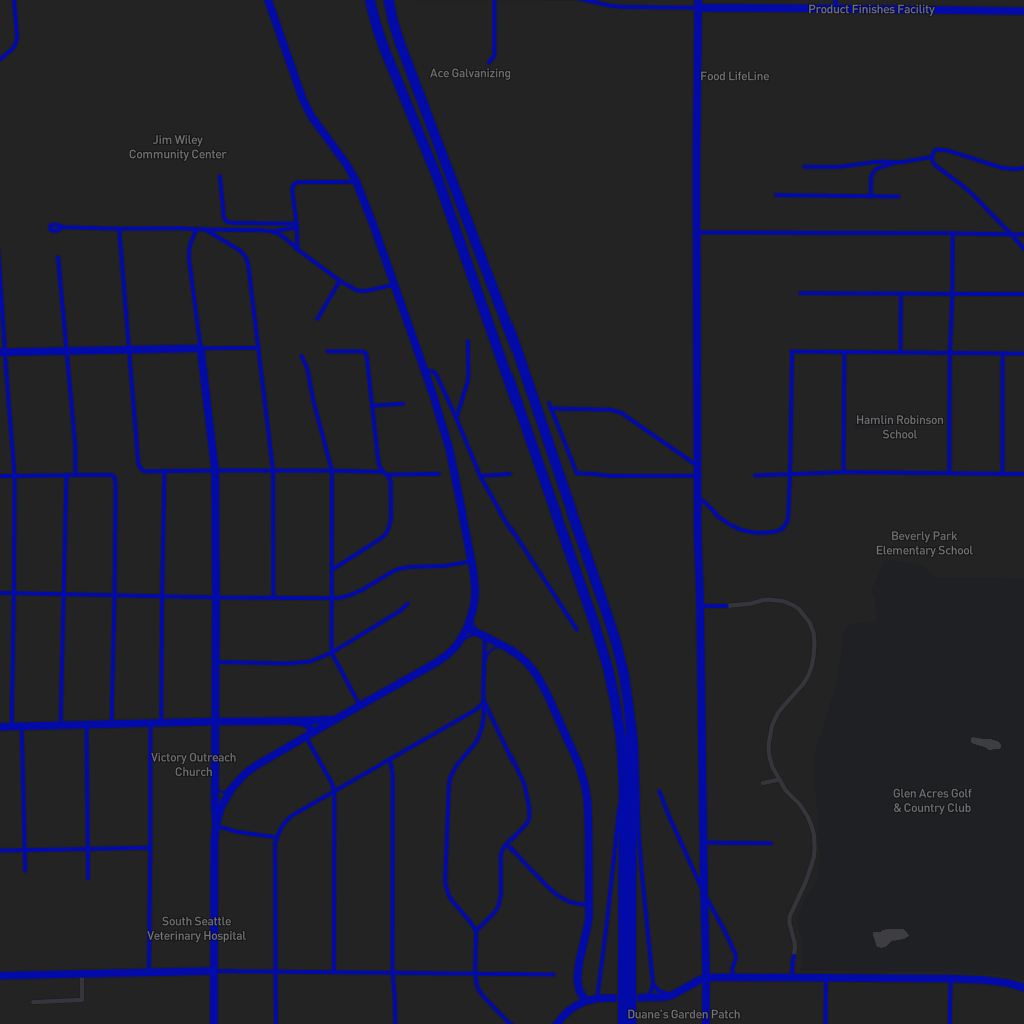 Product Finishes Facility
Ace Galvanizing
Food LifeLine
Jim Wiley
Community Center
Hamlin Robinson
School
Beverly Park
Elementary School
Victory Outreach
Church
Glen Acres Golf
& Country Club
South Seattle
Veterinary Hospital
Duane's Garden Patch